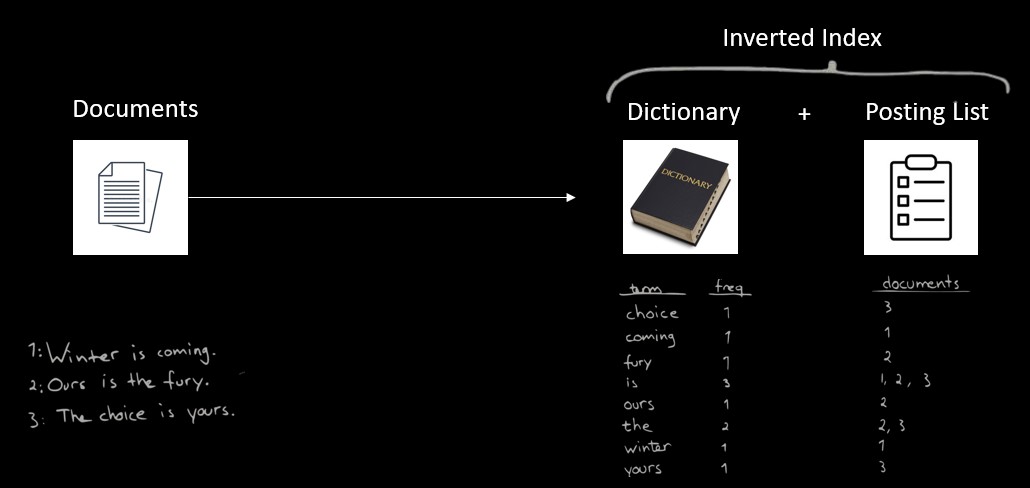 Inverted Index
Documents
Dictionary + Posting List
DICTIONARY
term freq documents
choice 1 3
coming 1 1
fury 1 2
is 3 1, 2, 3
ours 1 2
the 2 2, 3
winter 1 1
yours 1 3
1: Winter is coming.
2: Ours is the fury.
3: The choice is yours.